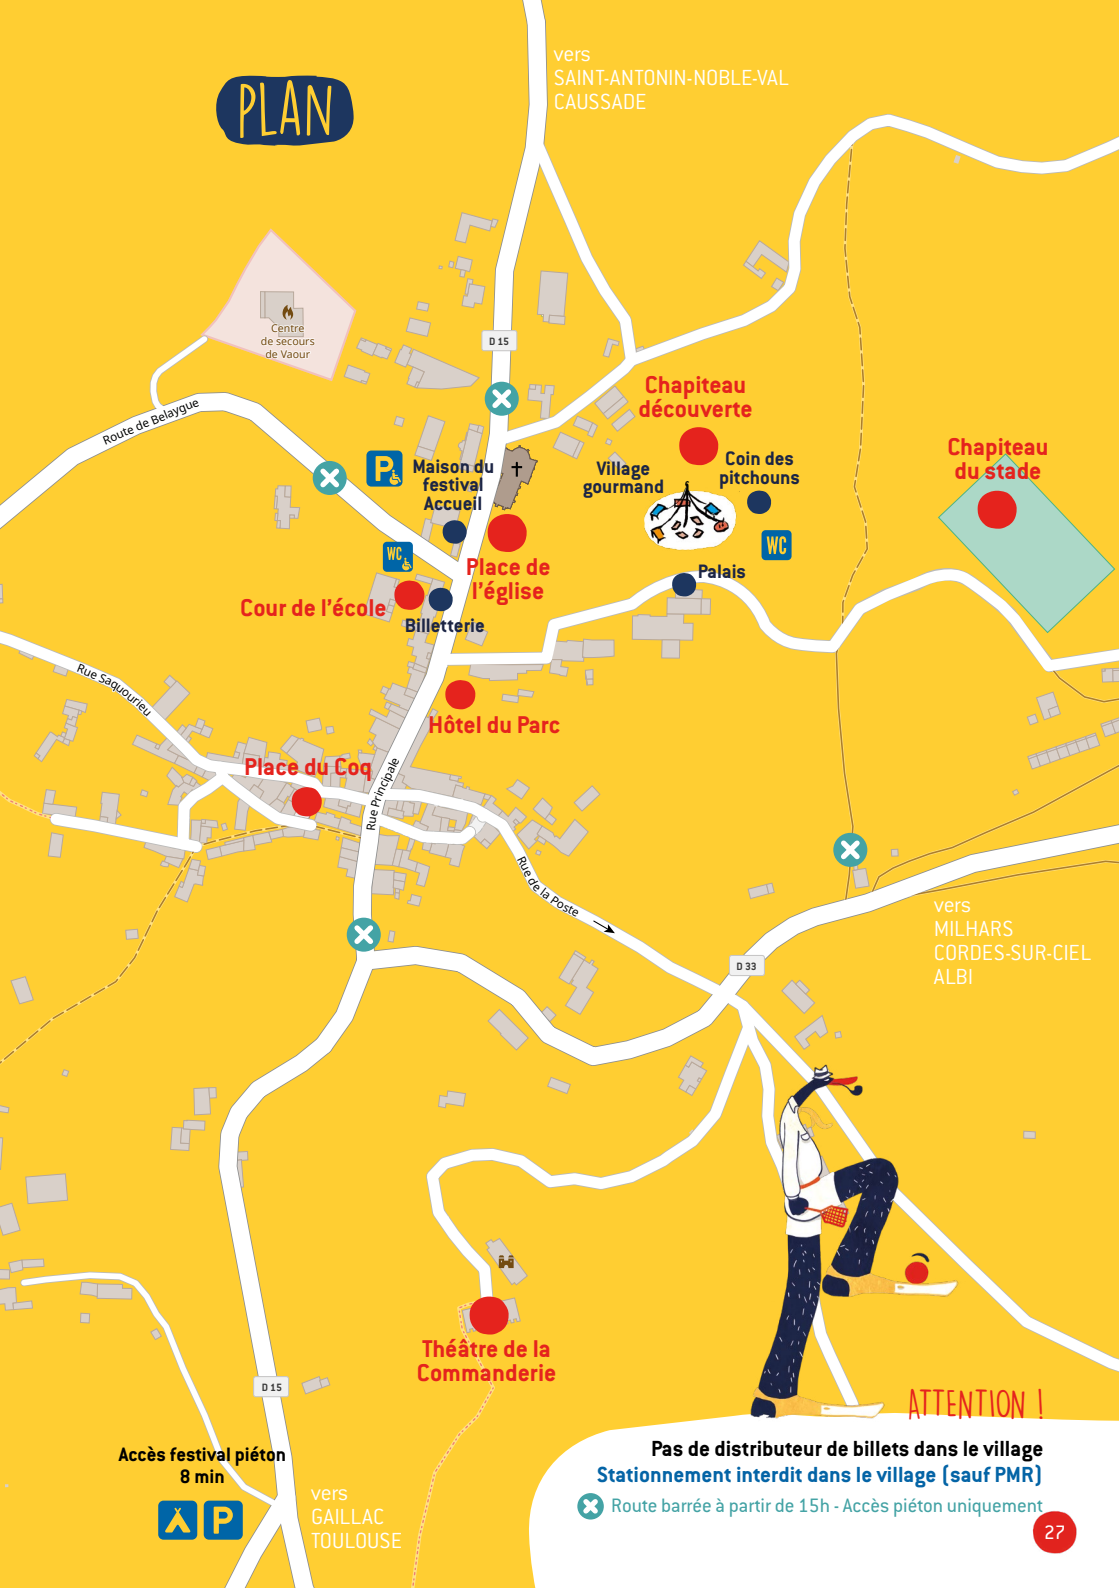 PLAN
vers
SAINT-ANTONIN-NOBLE-VAL
CAUSSADE
Centre
de secours
de Vaour
D 15
Route de Belaygue
Chapiteau
découverte
Chapiteau
du stade
P
Maison du
festival
Accueil
Village
gourmand
Coin des
pitchouns
WC
WC
Place de
l'église
Palais
Cour de l'école
Billetterie
Rue Saquourieu
Hôtel du Parc
Place du Coq
Rue Principale
Rue de la Poste
vers
MILHARS
CORDES-SUR-CIEL
ALBI
D 33
Théâtre de la
Commanderie
D 15
Accès festival piéton
8 min
P
vers
GAILLAC
TOULOUSE
ATTENTION !
Pas de distributeur de billets dans le village
Stationnement interdit dans le village (sauf PMR)
Route barrée à partir de 15h - Accès piéton uniquement
27